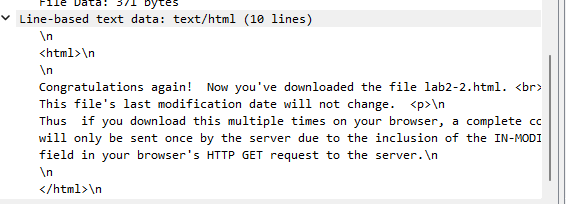 File Data: 371 bytes
Line-based text data: text/html (10 lines)
\n
<html>\n
\n
Congratulations again!  Now you've downloaded the file lab2-2.html. <br>
This file's last modification date will not change.  <p>\n
Thus  if you download this multiple times on your browser, a complete
will only be sent once by the server due to the inclusion of the
field in your browser's HTTP GET request to the server.\n
\n
</html>\n